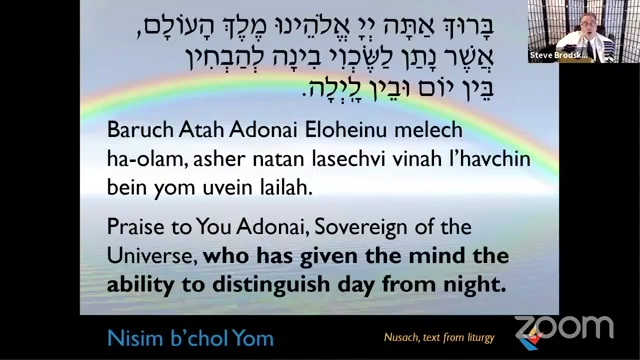 בָּרוּךְ אַתָּה יְיָ אֱלֹהֵינוּ מֶלֶךְ הָעוֹלָם,
אֲשֶׁר נָתַן לַשֶּׂכְוִי בִינָה לְהַבְחִין
בֵּין יוֹם וּבֵין לָיְלָה.
Baruch Atah Adonai Eloheinu melech
ha-olam, asher natan lasechvi vinah l'havchin
bein yom uvein lailah.
Praise to You Adonai, Sovereign of the
Universe, who has given the mind the
ability to distinguish day from night.
Nisim b'chol Yom
Nusach, text from liturgy
Steve Brodsk...
zoom